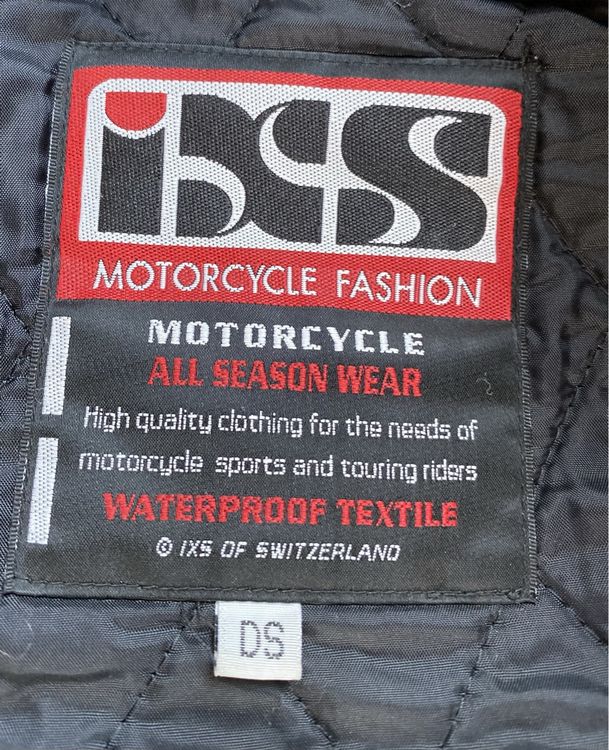 iXS
MOTORCYCLE FASHION
MOTORCYCLE
ALL SEASON WEAR
High quality clothing for the needs of
motorcycle sports and touring riders
WATERPROOF TEXTILE
© IXS OF SWITZERLAND
DS